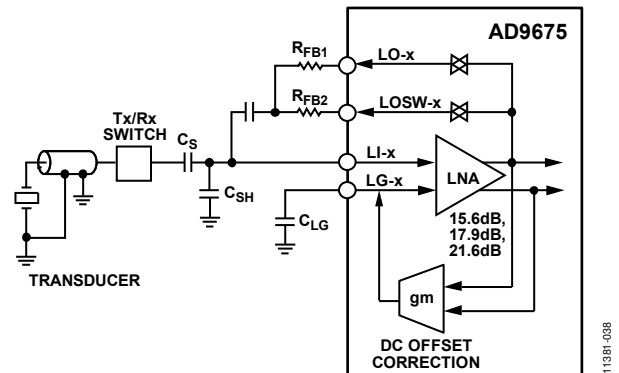 AD9675
RFB1
LO-x
RFB2
LOSW-x
Tx/Rx
SWITCH
CS
LI-x
CSH
LG-x
LNA
CLG
15.6dB,
17.9dB,
21.6dB
TRANSDUCER
gm
DC OFFSET
CORRECTION
11381-038